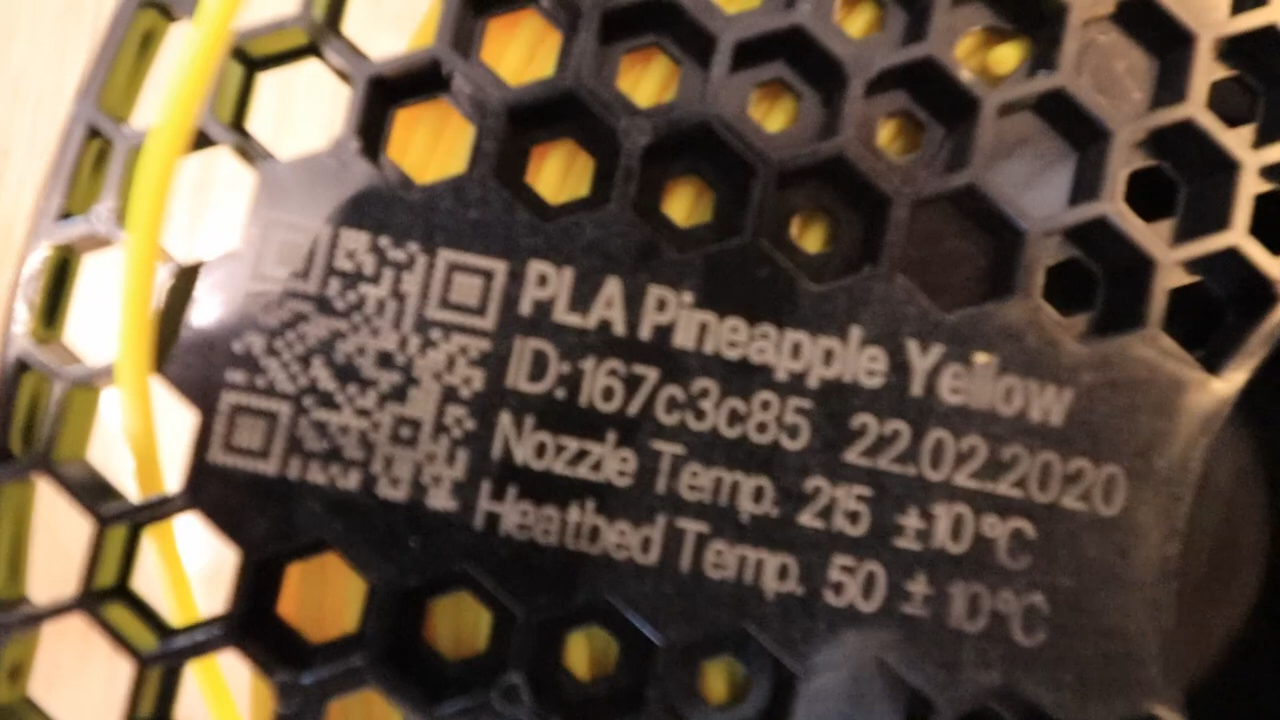 PLA Pineapple Yellow
ID:167c3c85 22.02.2020
Nozzle Temp. 215 ±10°C
Heatbed Temp. 50 ±10°C